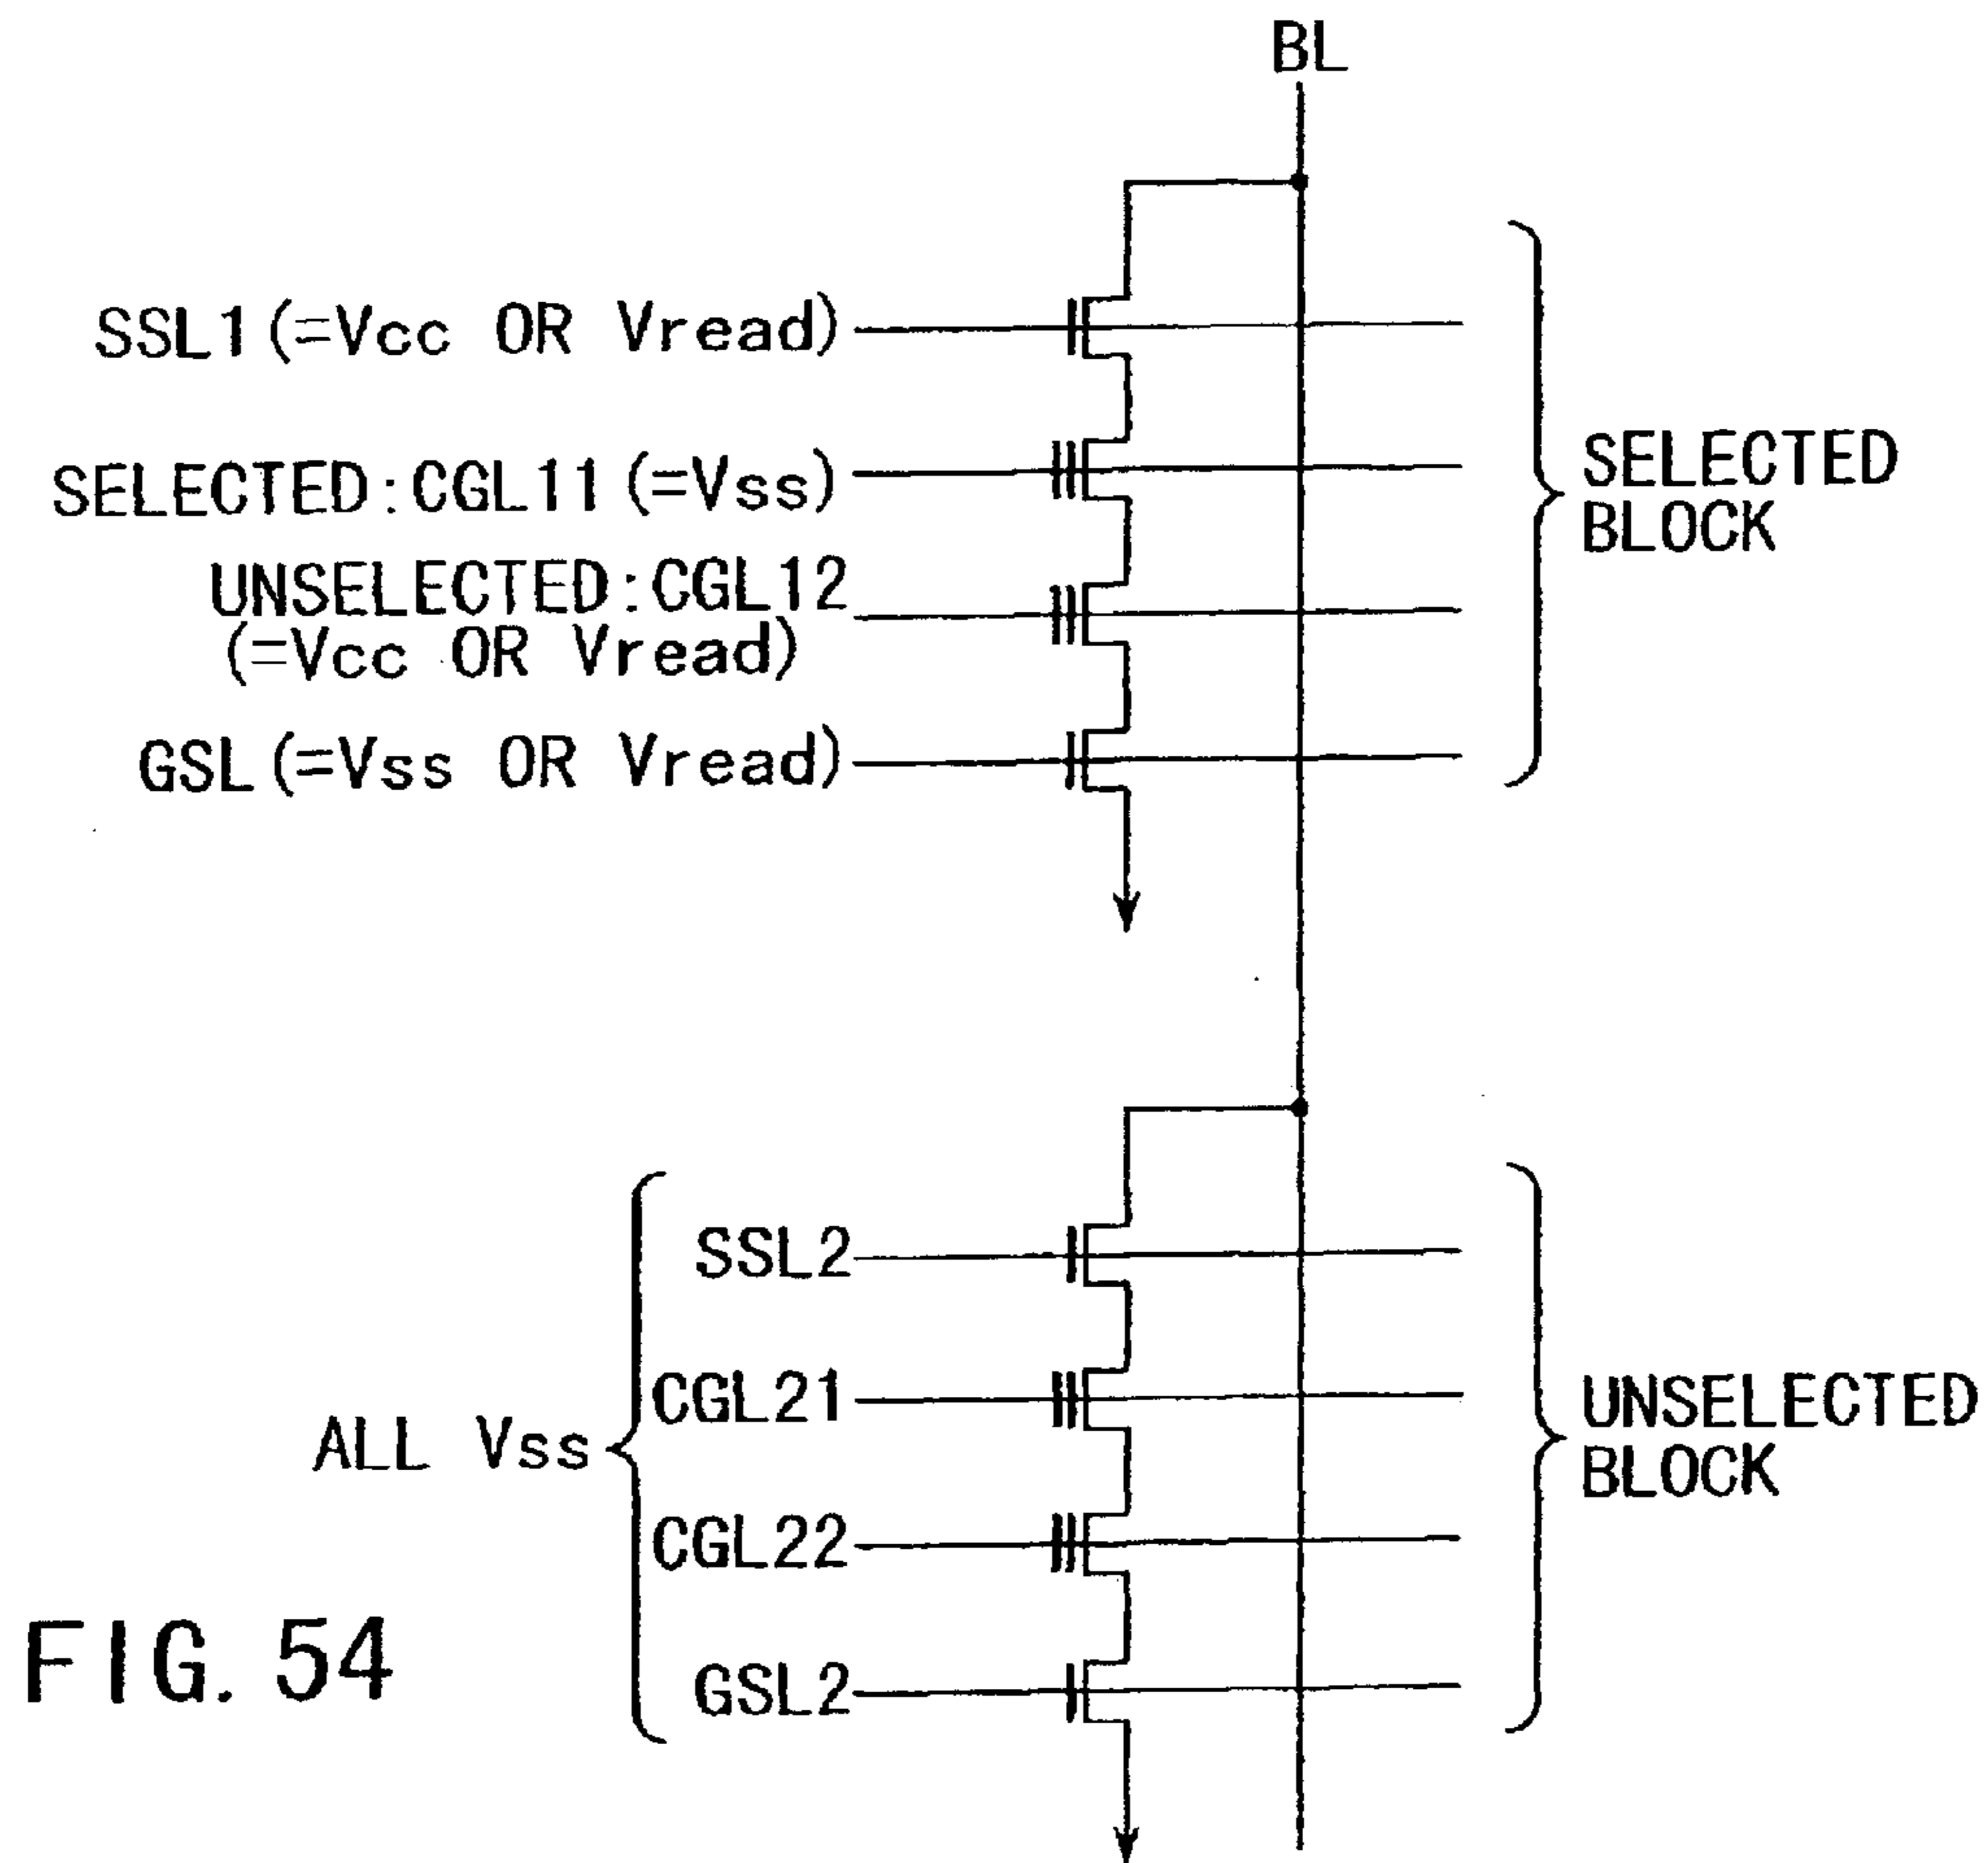 BL
SSL1(=Vcc OR Vread)
SELECTED:CGL11(=Vss)
UNSELECTED:CGL12
(=Vcc OR Vread)
GSL(=Vss OR Vread)
SELECTED
BLOCK
SSL2
CGL21
ALL Vss
CGL22
GSL2
UNSELECTED
BLOCK
FIG. 54